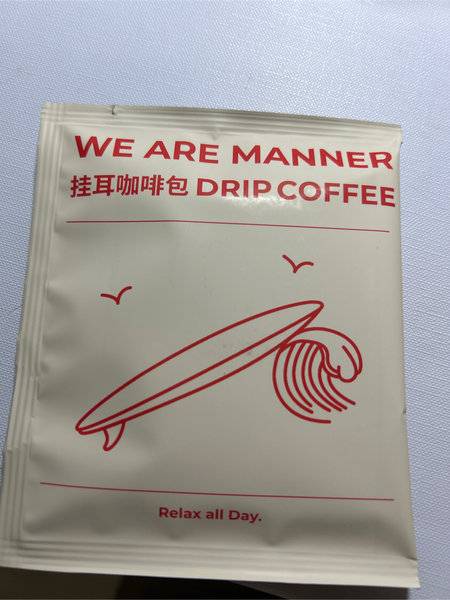 WE ARE MANNER
挂耳咖啡包 DRIP COFFEE
Relax all Day.